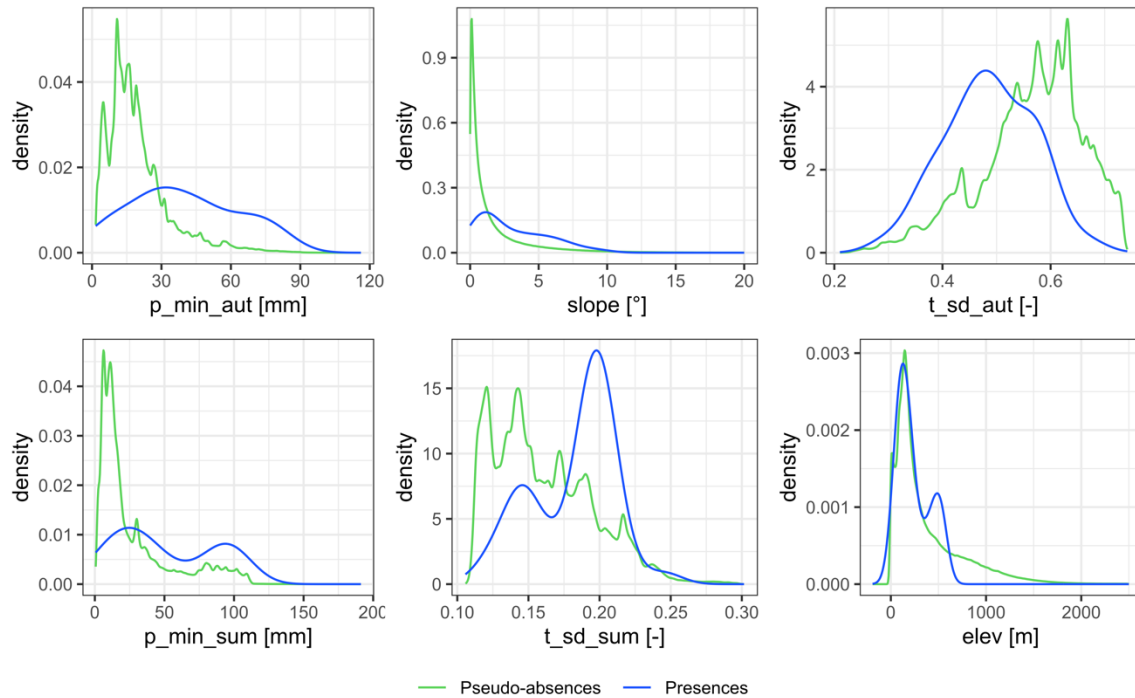 density
0.04
0.02
0.00
0 30 60 90 120
p_min_aut [mm]
density
0.9
0.6
0.3
0.0
0 5 10 15 20
slope [°]
density
4
2
0
0.2 0.4 0.6
t_sd_aut [-]
density
0.04
0.03
0.02
0.01
0.00
0 50 100 150 200
p_min_sum [mm]
density
15
10
5
0
0.10 0.15 0.20 0.25 0.30
t_sd_sum [-]
density
0.003
0.002
0.001
0.000
0 1000 2000
elev [m]
Pseudo-absences Presences